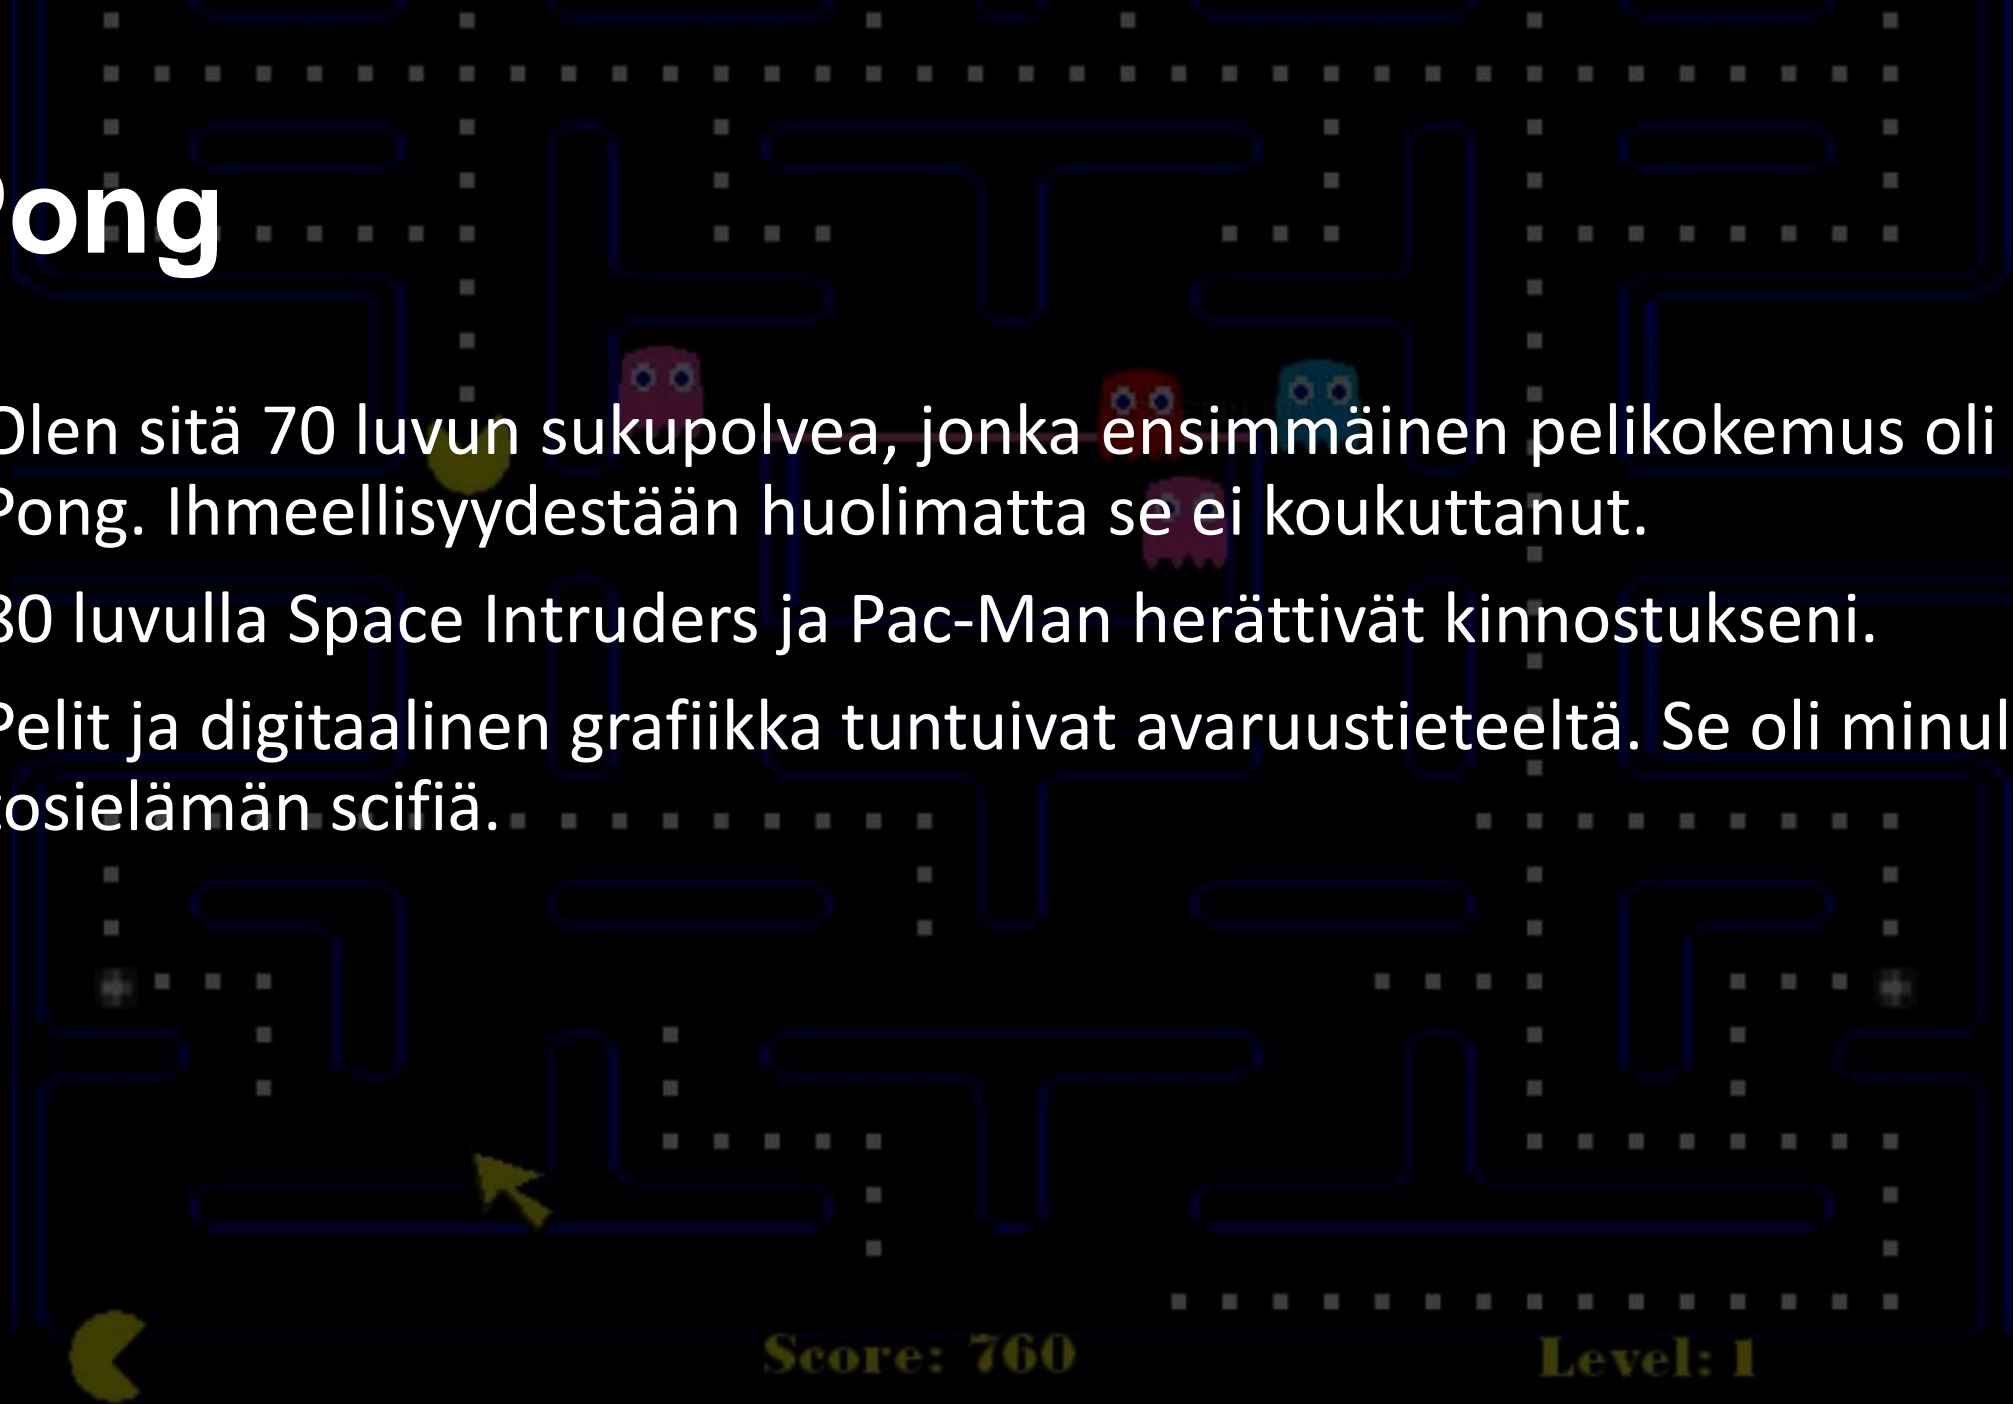 Pong
Olen sitä 70 luvun sukupolvea, jonka ensimmäinen pelikokemus oli
Pong. Ihmeellisyydestään huolimatta se ei koukuttanut.
80 luvulla Space Intruders ja Pac-Man herättivät kinnostukseni.
Pelit ja digitaalinen grafiikka tuntuivat avaruustieteeltä. Se oli minul
tosielämän scifiä.
Score: 760
Level: 1